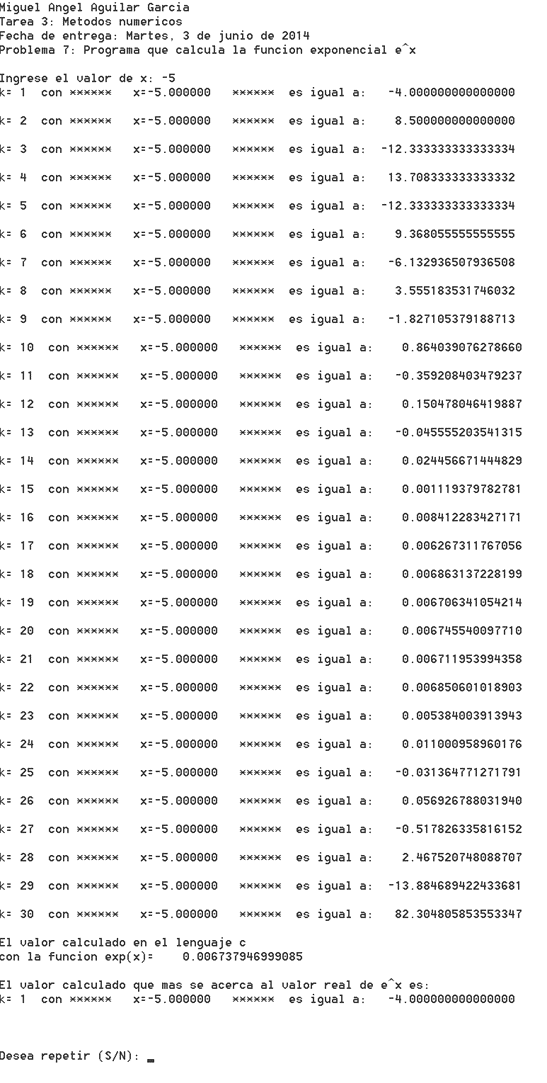 Miguel Angel Aguilar Garcia
Tarea 3: Metodos numericos
Fecha de entrega: Martes, 3 de junio de 2014
Problema 7: Programa que calcula la funcion exponencial e^x
Ingrese el valor de x: -5
k= 1  con ******  x=-5.000000  ******  es igual a:  -4.000000000000000
k= 2  con ******  x=-5.000000  ******  es igual a:  8.500000000000000
k= 3  con ******  x=-5.000000  ******  es igual a:  -12.333333333333334
k= 4  con ******  x=-5.000000  ******  es igual a:  13.708333333333332
k= 5  con ******  x=-5.000000  ******  es igual a:  -12.333333333333334
k= 6  con ******  x=-5.000000  ******  es igual a:  9.368055555555555
k= 7  con ******  x=-5.000000  ******  es igual a:  -6.132936507936508
k= 8  con ******  x=-5.000000  ******  es igual a:  3.555183531746032
k= 9  con ******  x=-5.000000  ******  es igual a:  -1.827105379188713
k= 10  con ******  x=-5.000000  ******  es igual a:  0.864039076278660
k= 11  con ******  x=-5.000000  ******  es igual a:  -0.359208403479237
k= 12  con ******  x=-5.000000  ******  es igual a:  0.150478046419887
k= 13  con ******  x=-5.000000  ******  es igual a:  -0.045555203541315
k= 14  con ******  x=-5.000000  ******  es igual a:  0.024456671444829
k= 15  con ******  x=-5.000000  ******  es igual a:  0.001119379782781
k= 16  con ******  x=-5.000000  ******  es igual a:  0.008412283427171
k= 17  con ******  x=-5.000000  ******  es igual a:  0.006267311767056
k= 18  con ******  x=-5.000000  ******  es igual a:  0.006863137228199
k= 19  con ******  x=-5.000000  ******  es igual a:  0.006706341054214
k= 20  con ******  x=-5.000000  ******  es igual a:  0.006745540097710
k= 21  con ******  x=-5.000000  ******  es igual a:  0.006711953994358
k= 22  con ******  x=-5.000000  ******  es igual a:  0.006850601018903
k= 23  con ******  x=-5.000000  ******  es igual a:  0.005384003913943
k= 24  con ******  x=-5.000000  ******  es igual a:  0.011000958960176
k= 25  con ******  x=-5.000000  ******  es igual a:  -0.031364771271791
k= 26  con ******  x=-5.000000  ******  es igual a:  0.056926788031940
k= 27  con ******  x=-5.000000  ******  es igual a:  -0.517826335816152
k= 28  con ******  x=-5.000000  ******  es igual a:  2.467520748088707
k= 29  con ******  x=-5.000000  ******  es igual a:  -13.884689422433681
k= 30  con ******  x=-5.000000  ******  es igual a:  82.304805853553347
El valor calculado en el lenguaje c
con la funcion exp(x)=  0.006737946999085
El valor calculado que mas se acerca al valor real de e^x es:
k= 1  con ******  x=-5.000000  ******  es igual a:  -4.000000000000000
Desea repetir (S/N): _